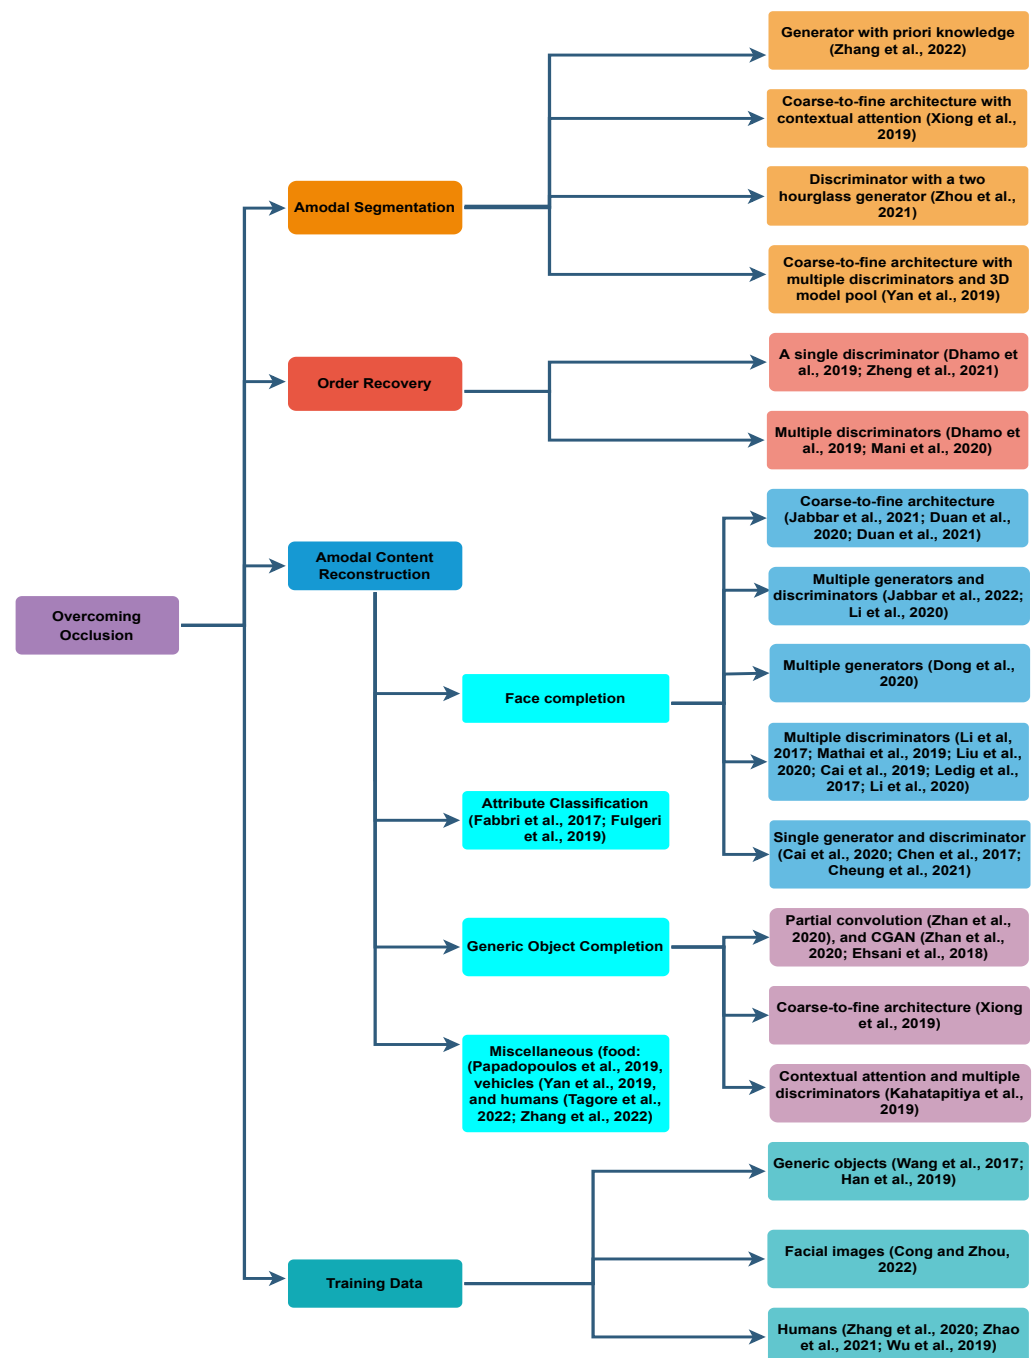 Generator with priori knowledge
(Zhang et al., 2022)
Coarse-to-fine architecture with
contextual attention (Xiong et al.,
2019)
Discriminator with a two
hourglass generator (Zhou et al.,
2021)
Coarse-to-fine architecture with
multiple discriminators and 3D
model pool (Yan et al., 2019)
Amodal Segmentation
A single discriminator (Dhamo et
al., 2019; Zheng et al., 2021)
Multiple discriminators (Dhamo et
al., 2019; Mani et al., 2020)
Order Recovery
Overcoming
Occlusion
Amodal Content
Reconstruction
Coarse-to-fine architecture
(Jabbar et al., 2021; Duan et al.,
2020; Duan et al., 2021)
Multiple generators and
discriminators (Jabbar et al., 2022;
Li et al., 2020)
Multiple generators (Dong et al.,
2020)
Multiple discriminators (Li et al,
2017; Mathai et al., 2019; Liu et al.,
2020; Cai et al., 2019; Ledig et al.,
2017; Li et al., 2020)
Single generator and discriminator
(Cai et al., 2020; Chen et al., 2017;
Cheung et al., 2021)
Face completion
Attribute Classification
(Fabbri et al., 2017; Fulgeri
et al., 2019)
Generic Object Completion
Partial convolution (Zhan et al.,
2020), and CGAN (Zhan et al.,
2020; Ehsani et al., 2018)
Coarse-to-fine architecture (Xiong
et al., 2019)
Contextual attention and multiple
discriminators (Kahatapitiya et al.,
2019)
Miscellaneous (food:
(Papadopoulos et al., 2019,
vehicles (Yan et al., 2019,
and humans (Tagore et al.,
2022; Zhang et al., 2022)
Training Data
Generic objects (Wang et al., 2017;
Han et al., 2019)
Facial images (Cong and Zhou,
2022)
Humans (Zhang et al., 2020; Zhao
et al., 2021; Wu et al., 2019)